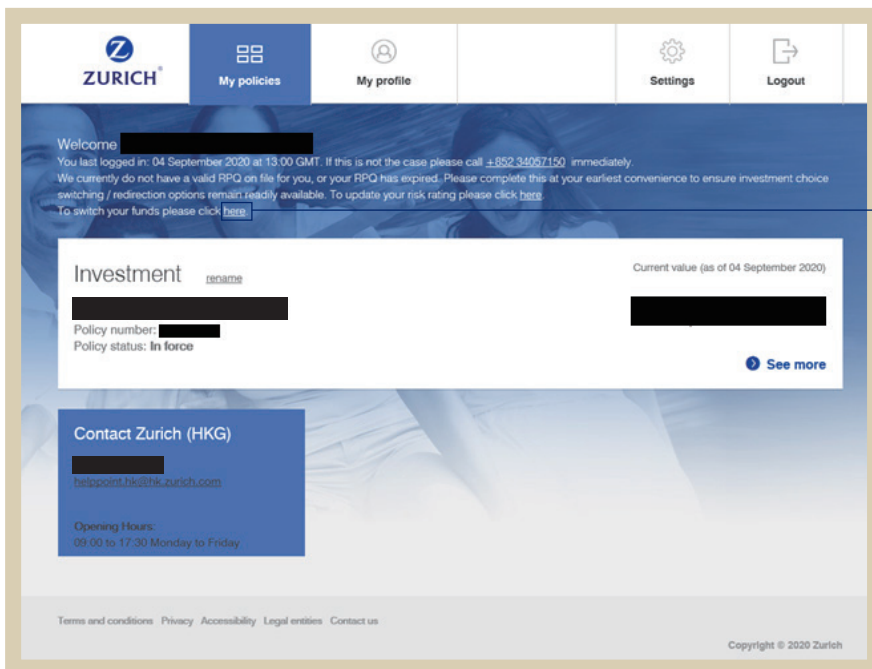 ZURICH®
My policies
My profile
Settings
Logout
Welcome
You last logged in: 04 September 2020 at 13:00 GMT. If this is not the case please call +852 34057150 immediately.
We currently do not have a valid RPQ on file for you, or your RPQ has expired. Please complete this at your earliest convenience to ensure investment choice
switching / redirection options remain readily available. To update your risk rating please click here.
To switch your funds please click here.
Investment rename
Current value (as of 04 September 2020)
Policy number:
Policy status: In force
See more
Contact Zurich (HKG)
helppoint.hk@hk.zurich.com
Opening Hours:
09.00 to 17:30 Monday to Friday
Terms and conditions Privacy Accessibility Legal entities Contact us
Copyright © 2020 Zurich